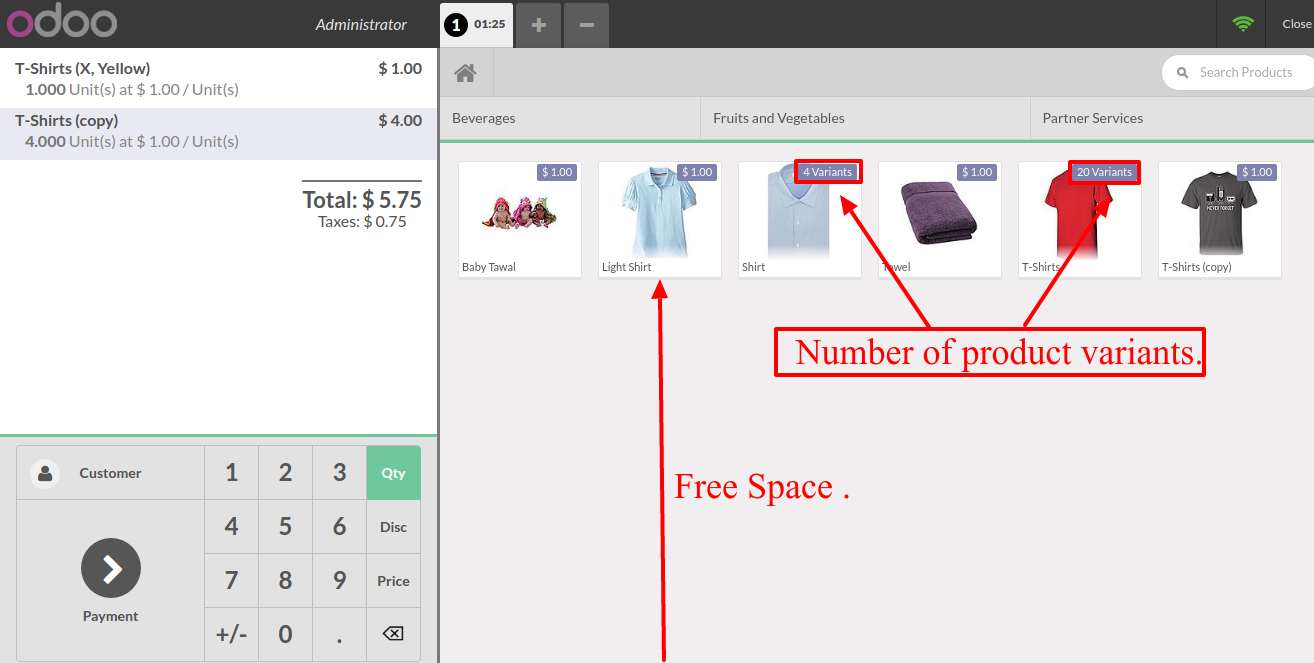 odoo
Administrator
1 01:25
+
−
Close
T-Shirts (X, Yellow) $ 1.00
1.000 Unit(s) at $ 1.00 / Unit(s)
T-Shirts (copy) $ 4.00
4.000 Unit(s) at $ 1.00 / Unit(s)
Total: $ 5.75
Taxes: $ 0.75
Search Products
Beverages
Fruits and Vegetables
Partner Services
$ 1.00
Baby Tawal
$ 1.00
Light Shirt
4 Variants
Shirt
$ 1.00
Towel
20 Variants
T-Shirts
$ 1.00
NEVER FORGET
T-Shirts (copy)
Number of product variants.
Free Space .
Customer
1 2 3 Qty
4 5 6 Disc
7 8 9 Price
+/- 0 .
Payment